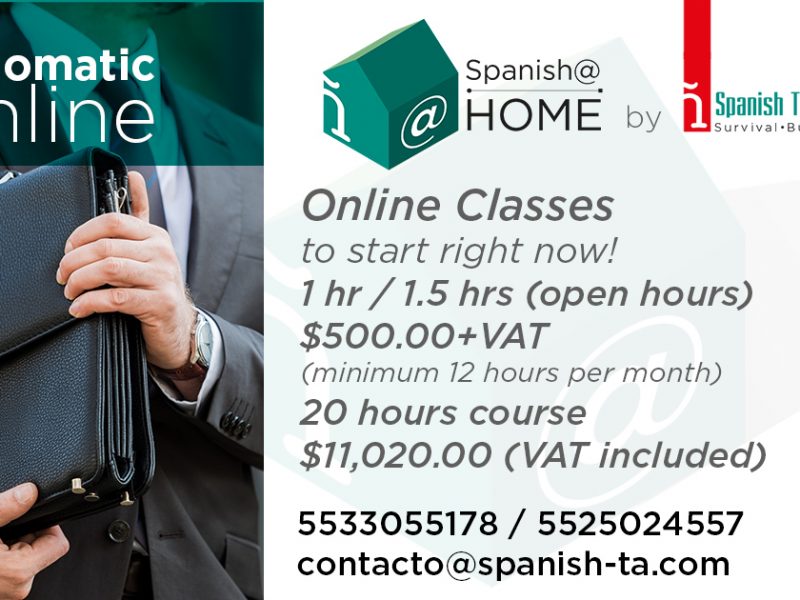 omatic
nline
ñ @
Spanish@
HOME by
ñ Spanish T
Survival•Bu
Online Classes
to start right now!
1 hr / 1.5 hrs (open hours)
$500.00+VAT
(minimum 12 hours per month)
20 hours course
$11,020.00 (VAT included)
5533055178 / 5525024557
contacto@spanish-ta.com